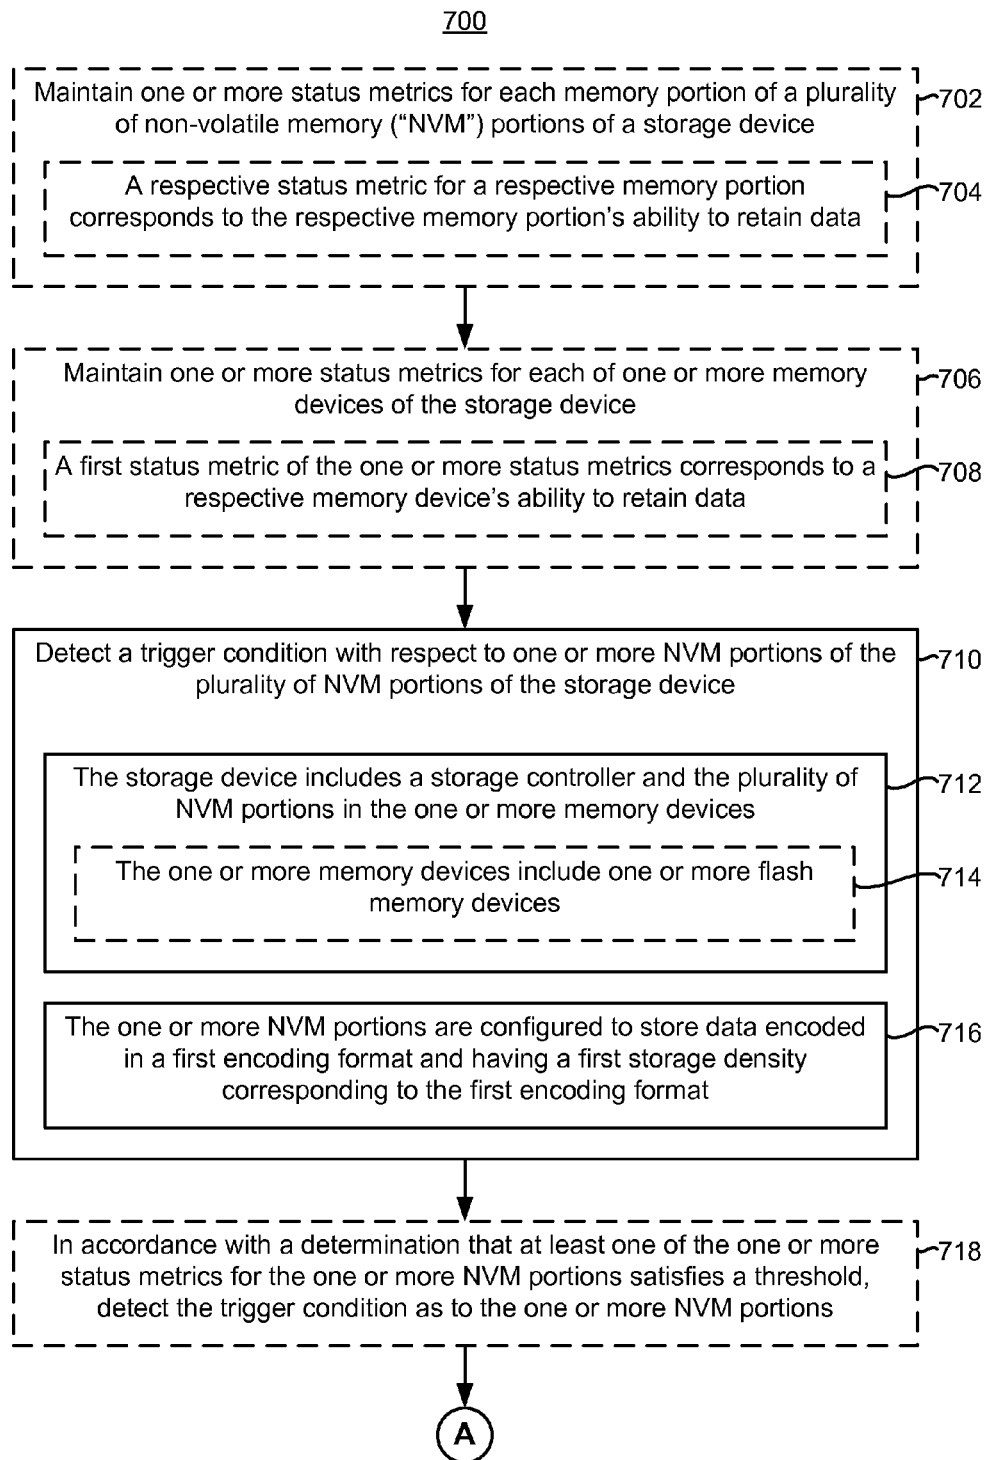 700
Maintain one or more status metrics for each memory portion of a plurality
of non-volatile memory (“NVM”) portions of a storage device
702
A respective status metric for a respective memory portion
corresponds to the respective memory portion’s ability to retain data
704
Maintain one or more status metrics for each of one or more memory
devices of the storage device
706
A first status metric of the one or more status metrics corresponds to a
respective memory device’s ability to retain data
708
Detect a trigger condition with respect to one or more NVM portions of the
plurality of NVM portions of the storage device
710
The storage device includes a storage controller and the plurality of
NVM portions in the one or more memory devices
712
The one or more memory devices include one or more flash
memory devices
714
The one or more NVM portions are configured to store data encoded
in a first encoding format and having a first storage density
corresponding to the first encoding format
716
In accordance with a determination that at least one of the one or more
status metrics for the one or more NVM portions satisfies a threshold,
detect the trigger condition as to the one or more NVM portions
718
A